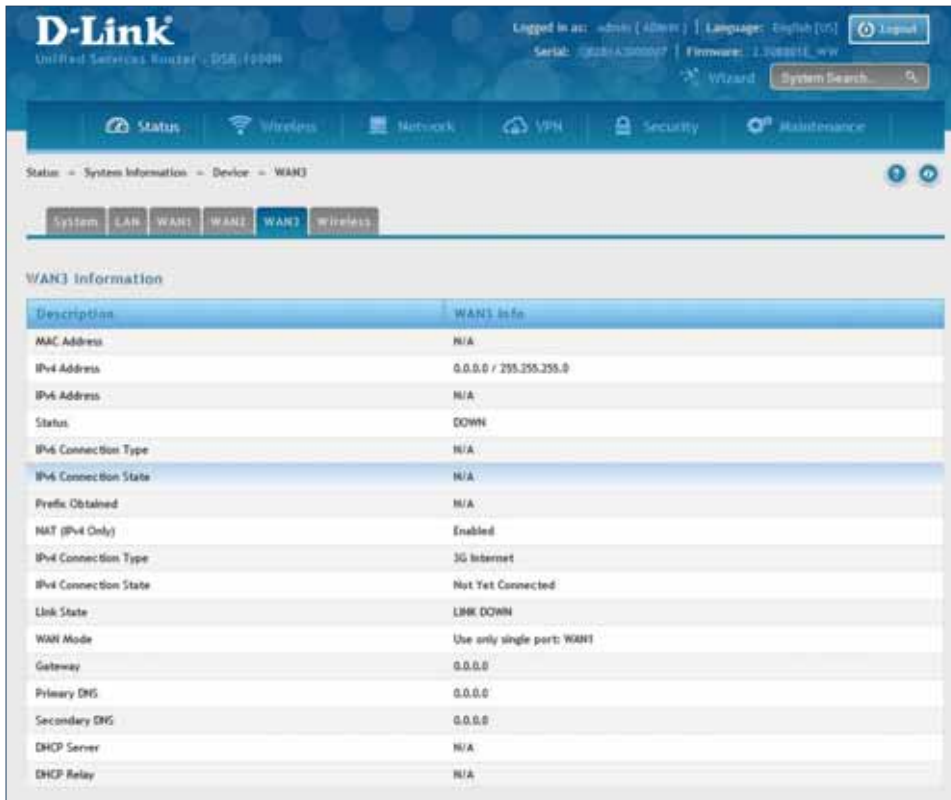 D-Link
Unified Services Router - DSR-1000N
Logged in as: admin ( ADMIN ) | Language: English [US]
Logout
Serial: | Firmware:
Wizard
System Search...
Status Wireless Network VPN Security Maintenance
Status » System Information » Device » WAN3
System LAN WAN1 WAN2 WAN3 Wireless
WAN3 Information
Description WAN3 Info
MAC Address N/A
IPv4 Address 0.0.0.0 / 255.255.255.0
IPv6 Address N/A
Status DOWN
IPv6 Connection Type N/A
IPv6 Connection State N/A
Prefix Obtained N/A
NAT (IPv4 Only) Enabled
IPv4 Connection Type 3G Internet
IPv4 Connection State Not Yet Connected
Link State LINK DOWN
WAN Mode Use only single port: WAN1
Gateway 0.0.0.0
Primary DNS 0.0.0.0
Secondary DNS 0.0.0.0
DHCP Server N/A
DHCP Relay N/A